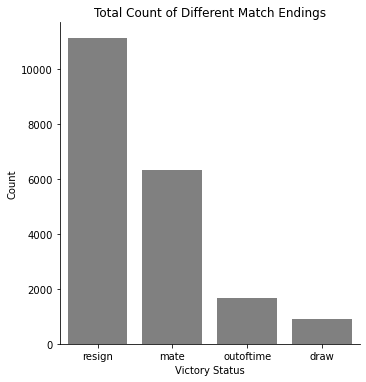 Total Count of Different Match Endings
Count
10000
8000
6000
4000
2000
0
resign mate outoftime draw
Victory Status